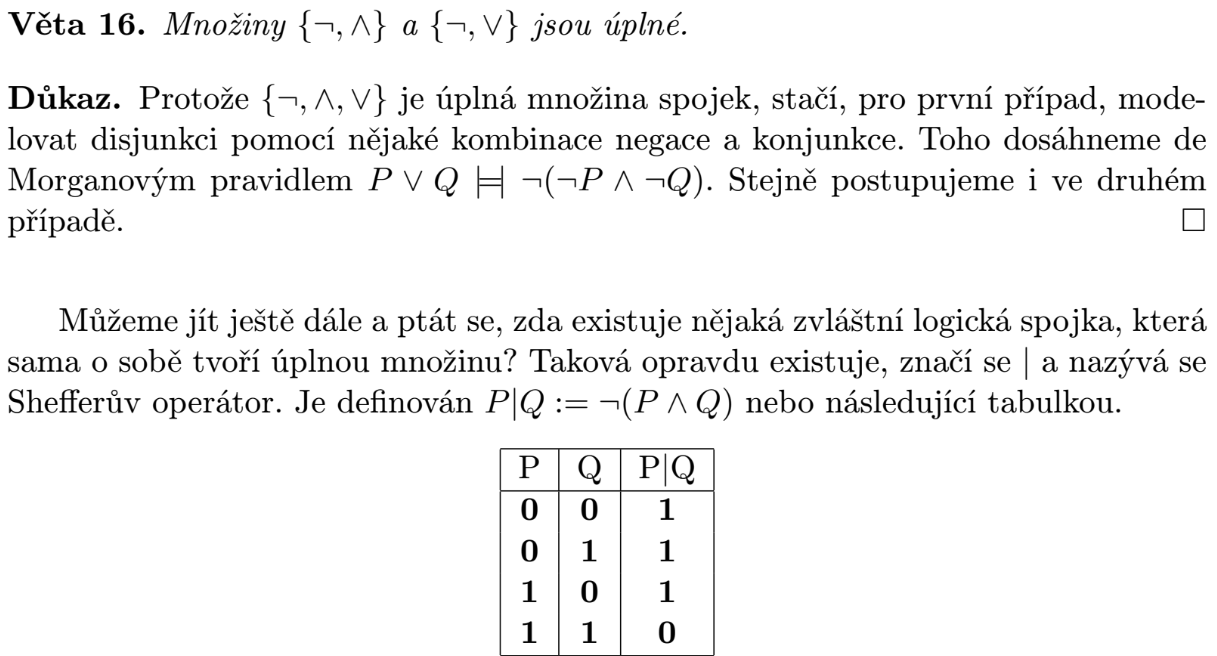 Věta 16. Množiny {¬, ∧} a {¬, ∨} jsou úplné.
Důkaz. Protože {¬, ∧, ∨} je úplná množina spojek, stačí, pro první případ, mode-
lovat disjunkci pomocí nějaké kombinace negace a konjunkce. Toho dosáhneme de
Morganovým pravidlem P ∨ Q |=| ¬(¬P ∧ ¬Q). Stejně postupujeme i ve druhém
případě. □
Můžeme jít ještě dále a ptát se, zda existuje nějaká zvláštní logická spojka, která
sama o sobě tvoří úplnou množinu? Taková opravdu existuje, značí se | a nazývá se
Shefferův operátor. Je definován P|Q := ¬(P ∧ Q) nebo následující tabulkou.
P Q P|Q
0 0 1
0 1 1
1 0 1
1 1 0